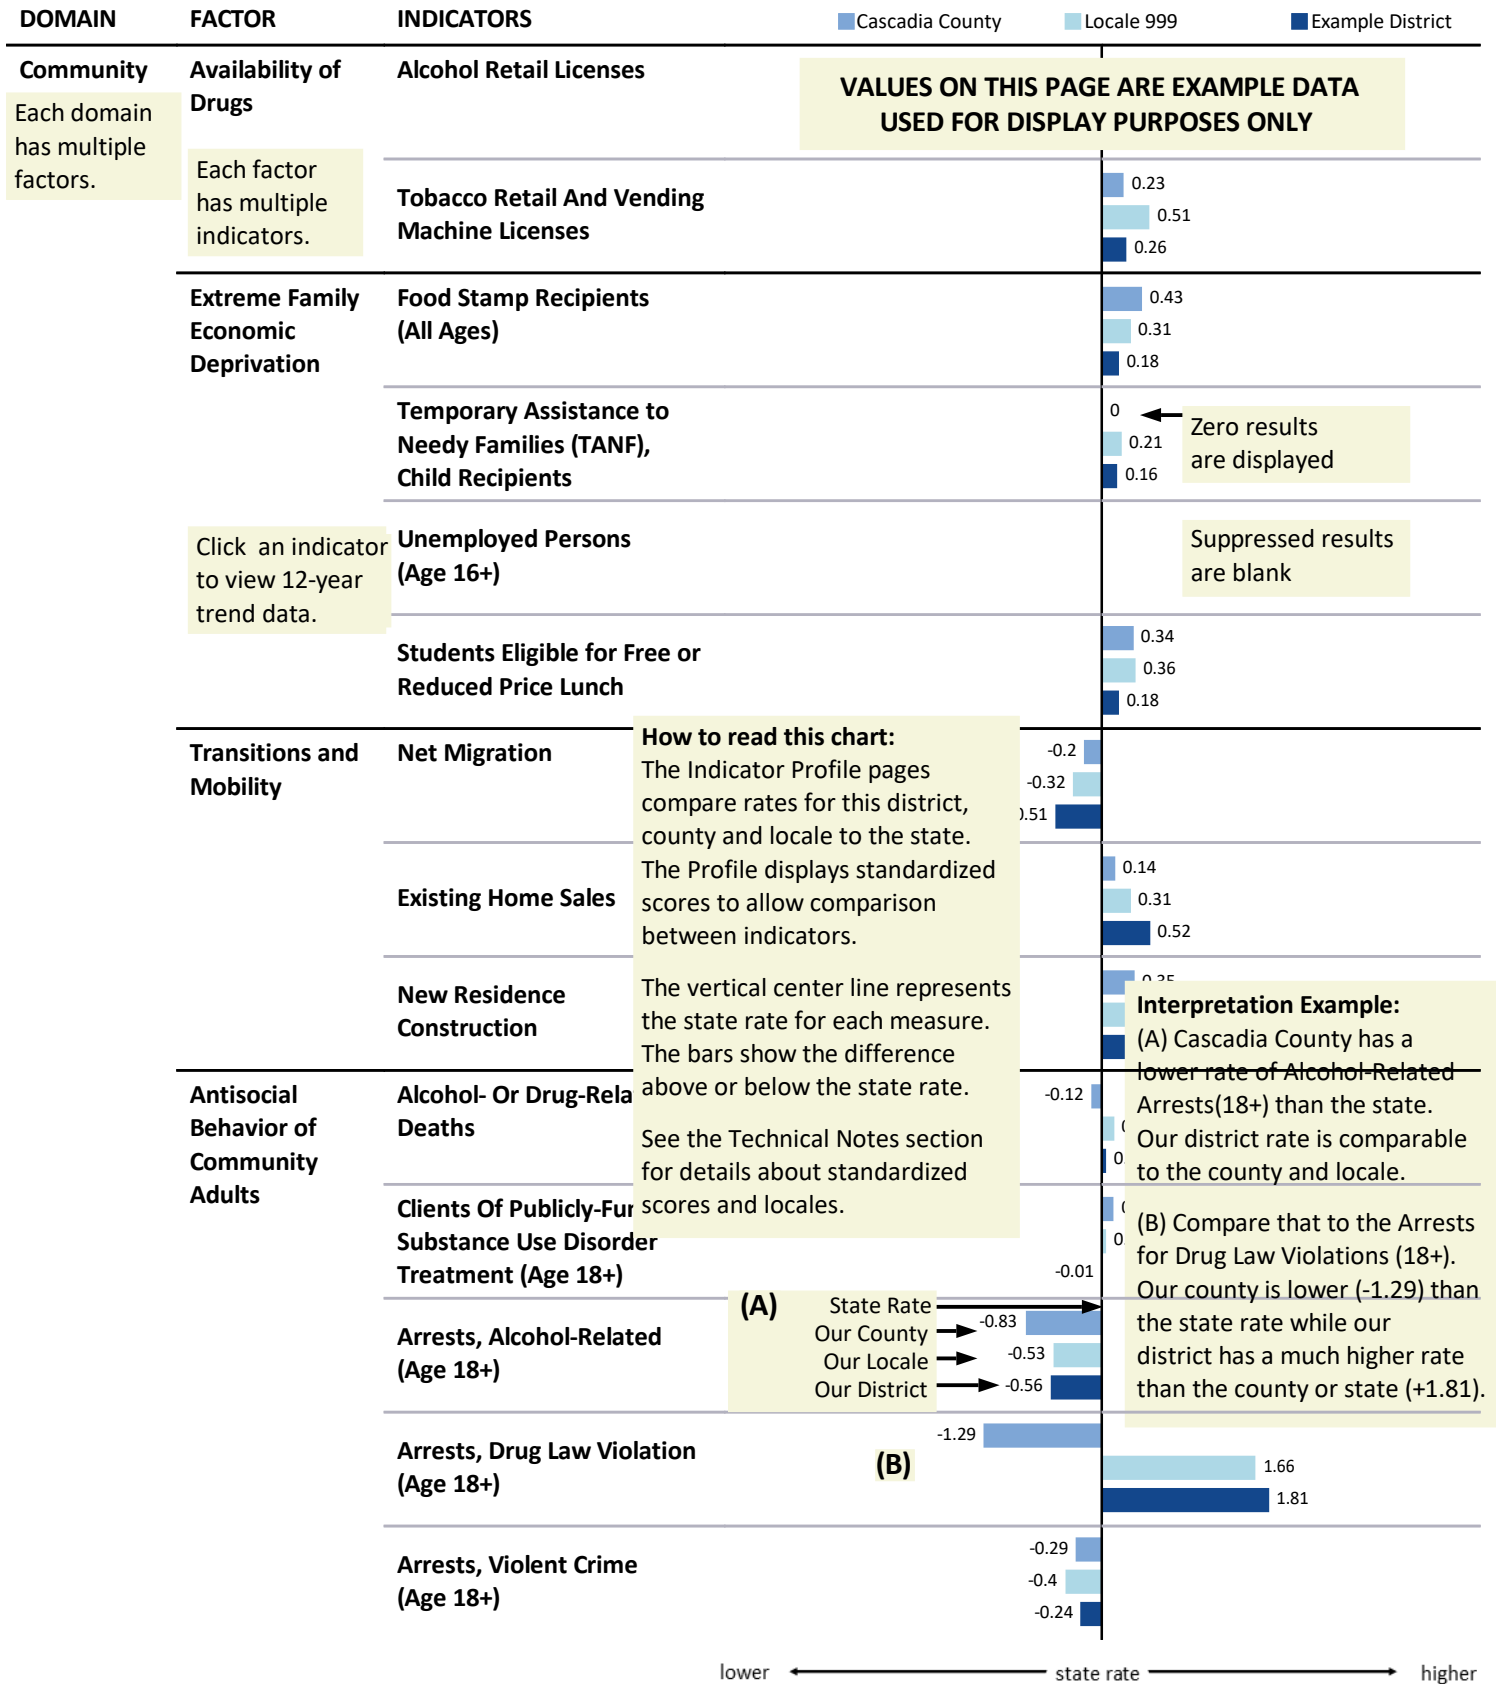 DOMAIN FACTOR INDICATORS Cascadia County Locale 999 Example District
Community
Each domain
has multiple
factors.
Availability of
Drugs
Each factor
has multiple
indicators.
Alcohol Retail Licenses
VALUES ON THIS PAGE ARE EXAMPLE DATA
USED FOR DISPLAY PURPOSES ONLY
Tobacco Retail And Vending
Machine Licenses
0.23
0.51
0.26
Extreme Family
Economic
Deprivation
Food Stamp Recipients
(All Ages)
0.43
0.31
0.18
Temporary Assistance to
Needy Families (TANF),
Child Recipients
0
0.21
0.16
Zero results
are displayed
Click an indicator
to view 12-year
trend data.
Unemployed Persons
(Age 16+)
Suppressed results
are blank
Students Eligible for Free or
Reduced Price Lunch
0.34
0.36
0.18
Transitions and
Mobility
Net Migration
-0.2
-0.32
.51
How to read this chart:
The Indicator Profile pages
compare rates for this district,
county and locale to the state.
The Profile displays standardized
scores to allow comparison
between indicators.
The vertical center line represents
the state rate for each measure.
The bars show the difference
above or below the state rate.
See the Technical Notes section
for details about standardized
scores and locales.
Existing Home Sales
0.14
0.31
0.52
New Residence
Construction
Interpretation Example:
(A) Cascadia County has a
lower rate of Alcohol-Related
Arrests(18+) than the state.
Our district rate is comparable
to the county and locale.
(B) Compare that to the Arrests
for Drug Law Violations (18+).
Our county is lower (-1.29) than
the state rate while our
district has a much higher rate
than the county or state (+1.81).
Antisocial
Behavior of
Community
Adults
Alcohol- Or Drug-Rela
Deaths
-0.12
0.
Clients Of Publicly-Fu
Substance Use Disorder
Treatment (Age 18+)
0.
-0.01
Arrests, Alcohol-Related
(Age 18+)
(A) State Rate
Our County
Our Locale
Our District
-0.83
-0.53
-0.56
Arrests, Drug Law Violation
(Age 18+)
(B)
-1.29
1.66
1.81
Arrests, Violent Crime
(Age 18+)
-0.29
-0.4
-0.24
lower state rate higher